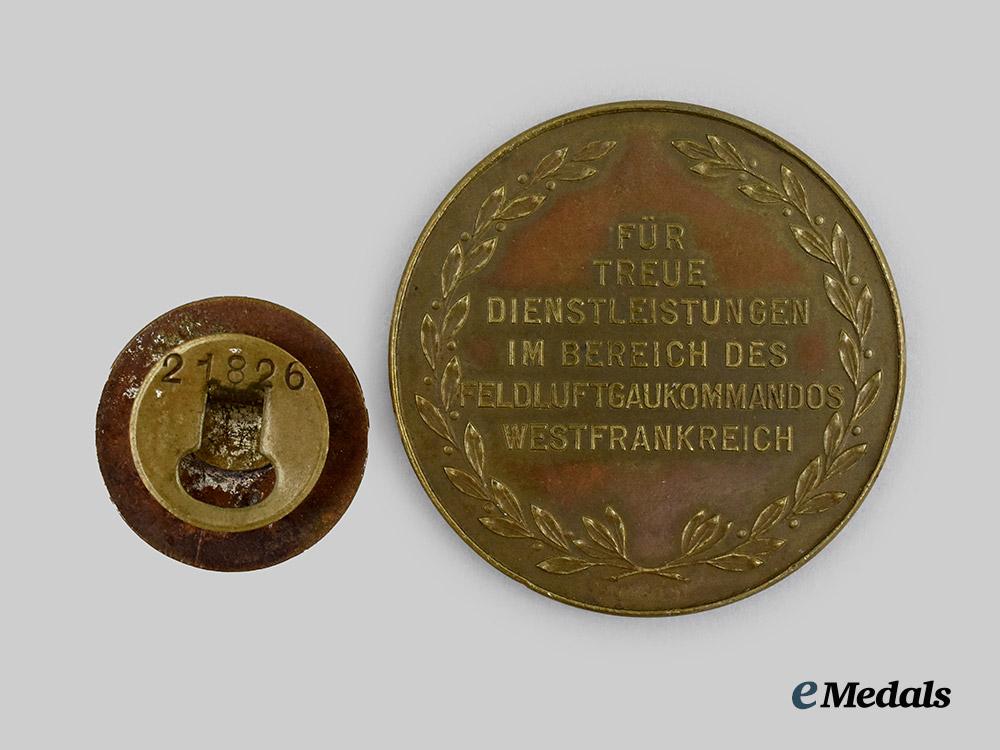 21826
FÜR
TREUE
DIENSTLEISTUNGEN
IM BEREICH DES
FELDLUFTGAUKOMMANDOS
WESTFRANKREICH
eMedals